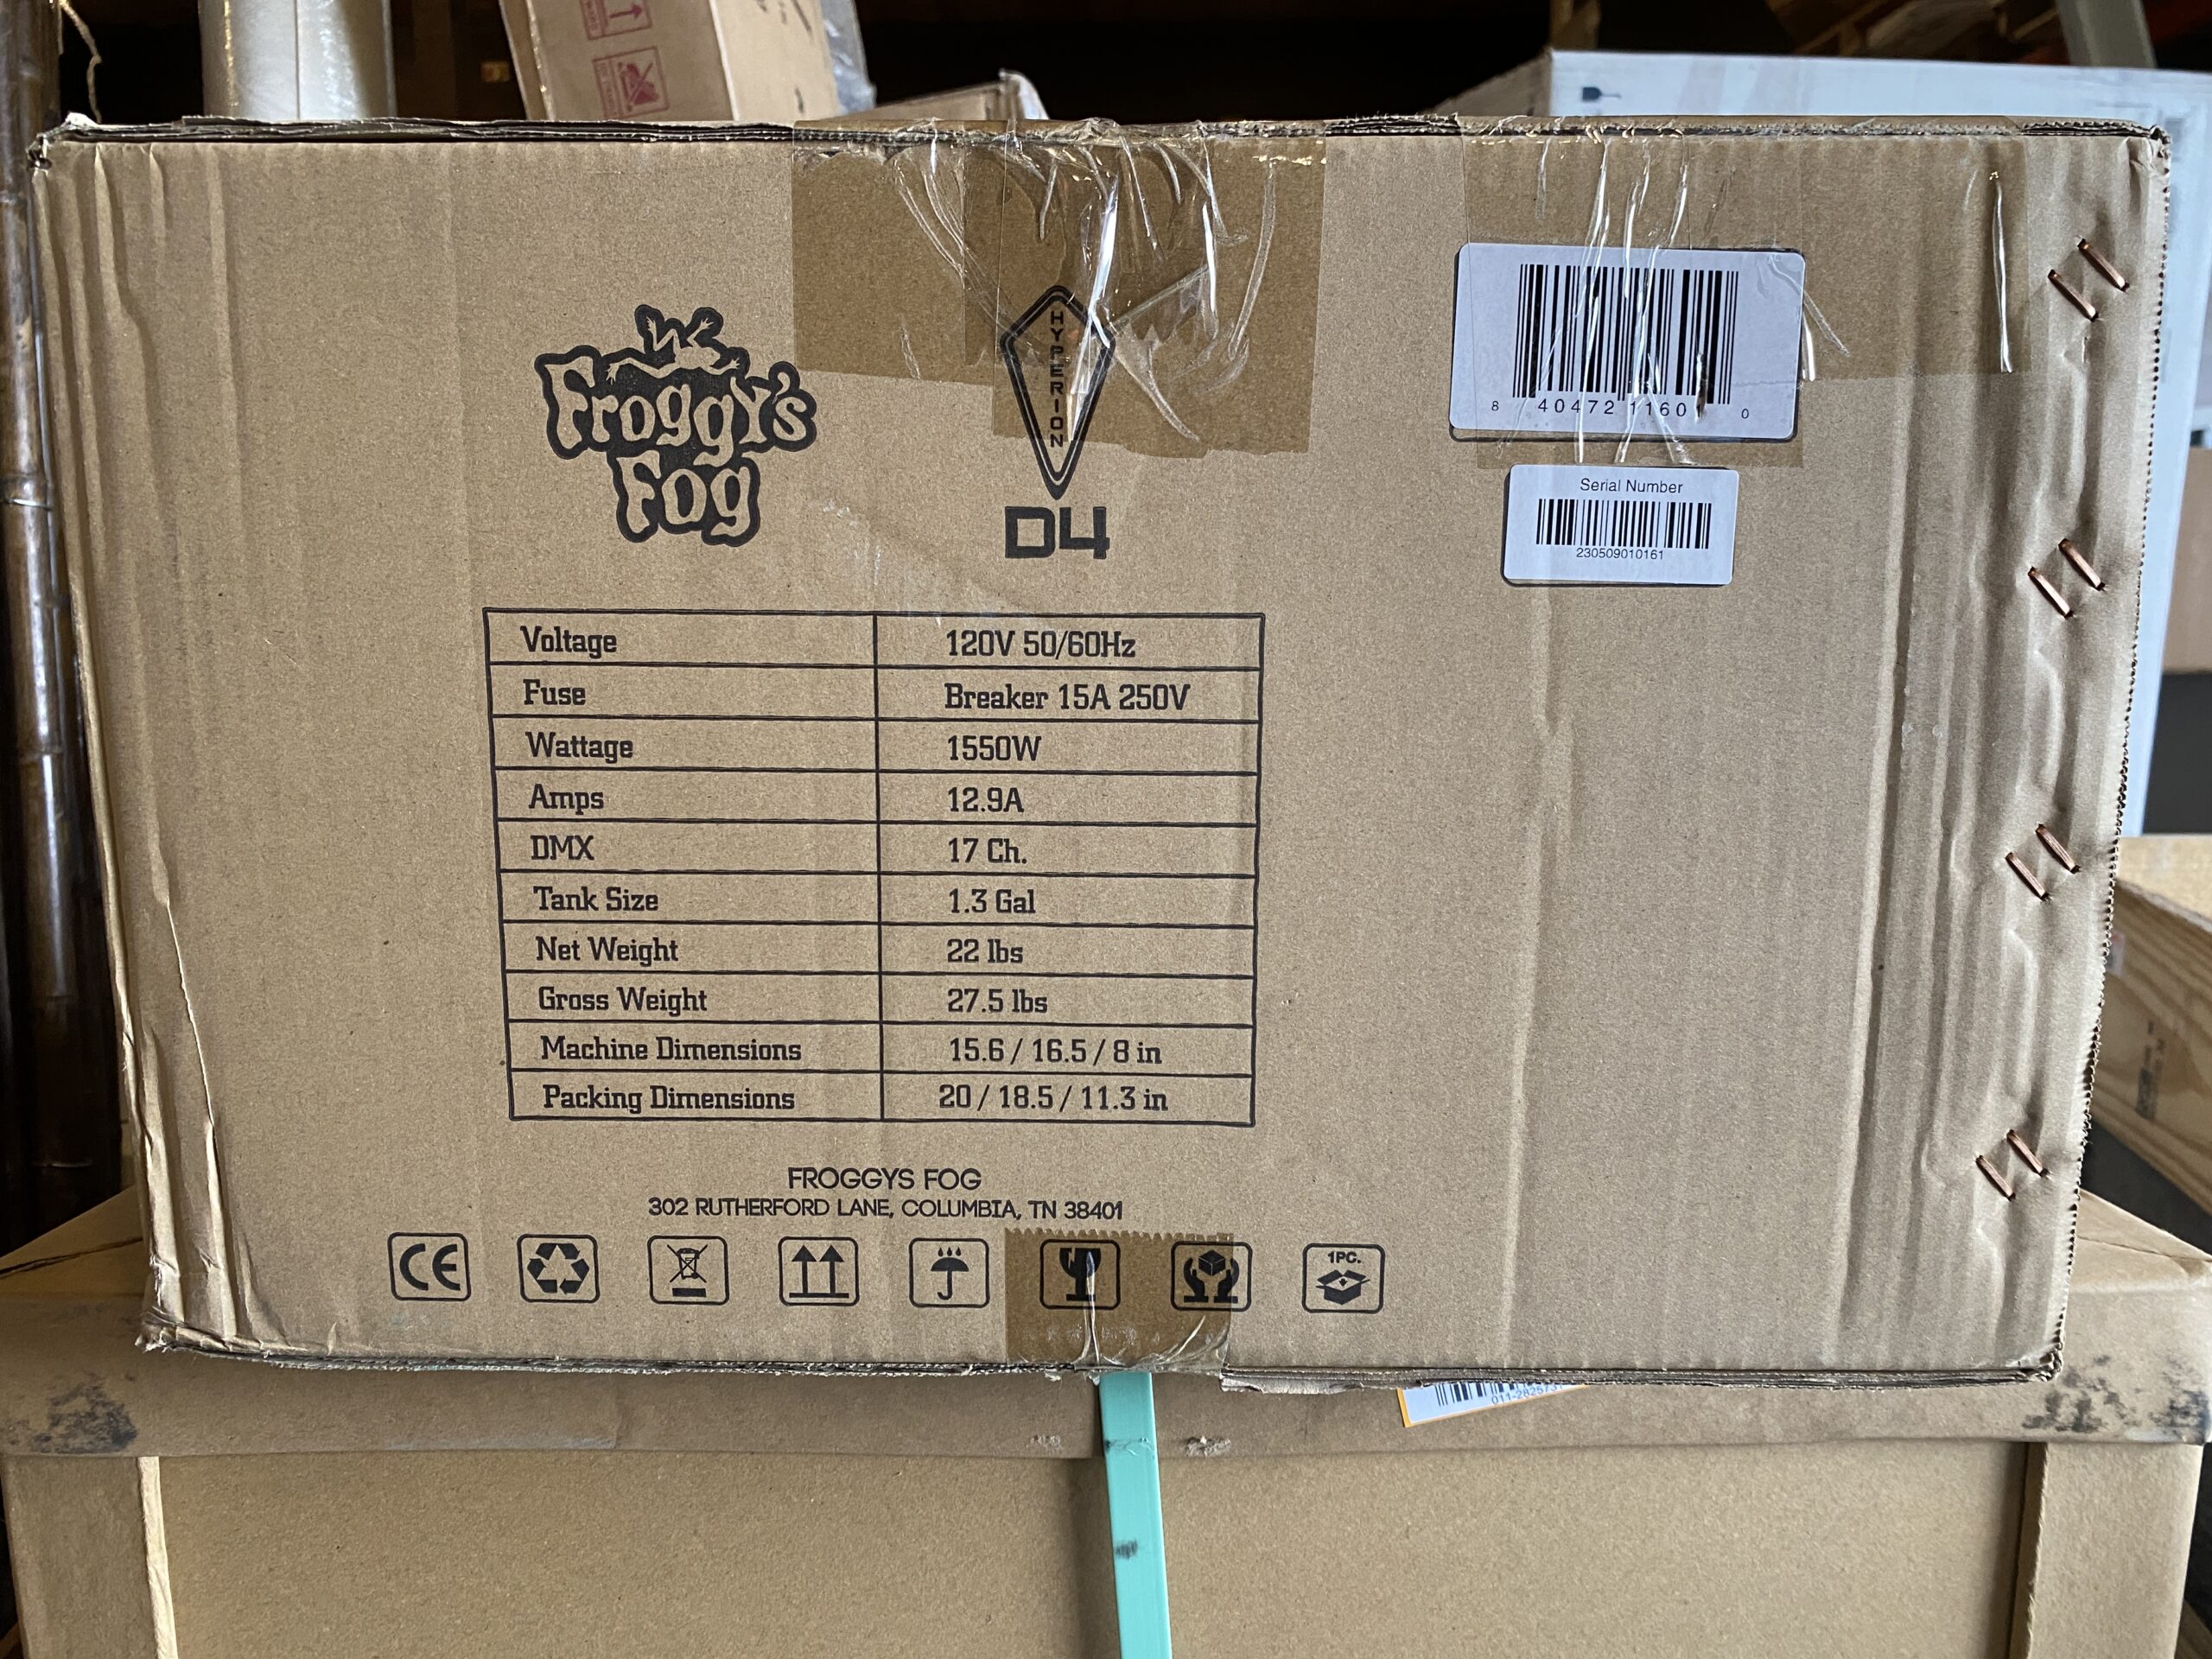 Froggy's
Fog
HYPERION
D4
8 40472 1160 0
Serial Number
230509010161
Voltage 120V 50/60Hz
Fuse Breaker 15A 250V
Wattage 1550W
Amps 12.9A
DMX 17 Ch.
Tank Size 1.3 Gal
Net Weight 22 lbs
Gross Weight 27.5 lbs
Machine Dimensions 15.6 / 16.5 / 8 in
Packing Dimensions 20 / 18.5 / 11.3 in
FROGGYS FOG
302 RUTHERFORD LANE, COLUMBIA, TN 38401
CE
1PC.